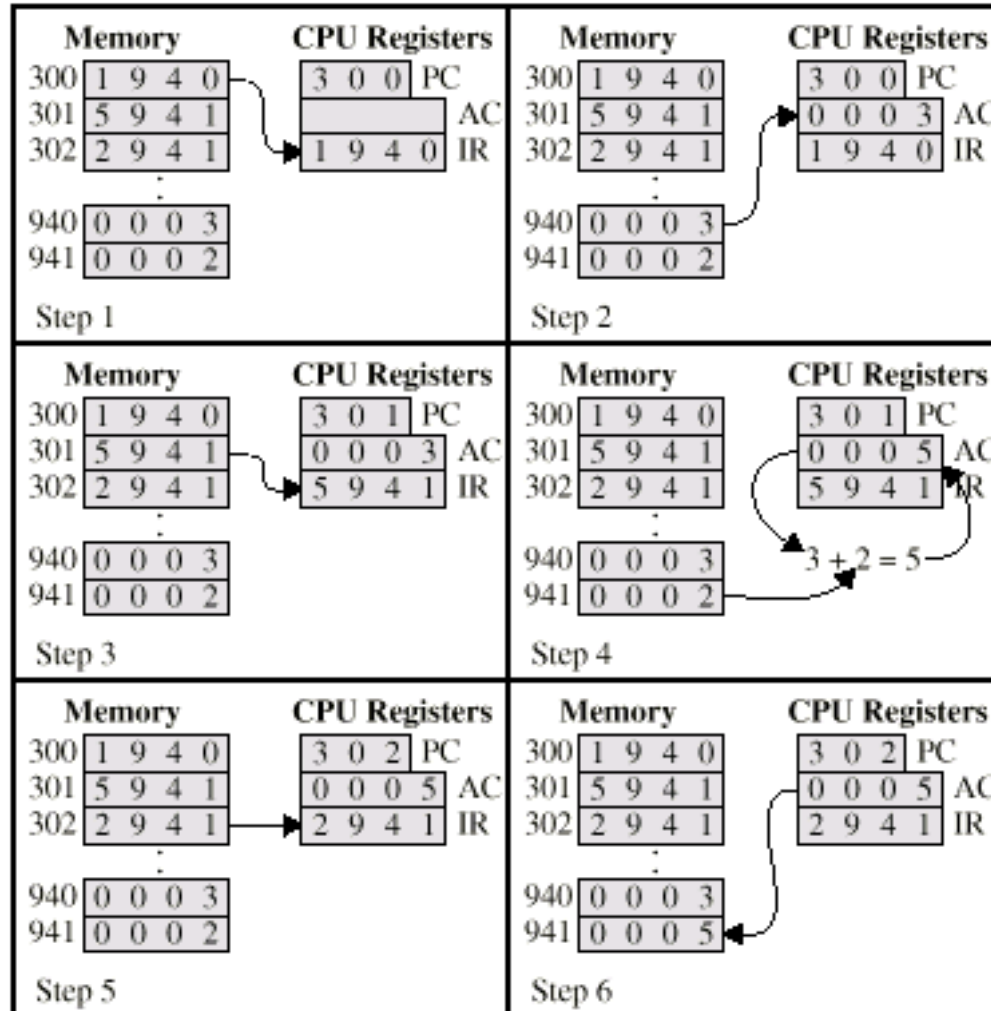 Memory CPU Registers
300 1 9 4 0 3 0 0 PC
301 5 9 4 1 AC
302 2 9 4 1 1 9 4 0 IR
940 0 0 0 3
941 0 0 0 2
Step 1
Memory CPU Registers
300 1 9 4 0 3 0 0 PC
301 5 9 4 1 0 0 0 3 AC
302 2 9 4 1 1 9 4 0 IR
940 0 0 0 3
941 0 0 0 2
Step 2
Memory CPU Registers
300 1 9 4 0 3 0 1 PC
301 5 9 4 1 0 0 0 3 AC
302 2 9 4 1 5 9 4 1 IR
940 0 0 0 3
941 0 0 0 2
Step 3
Memory CPU Registers
300 1 9 4 0 3 0 1 PC
301 5 9 4 1 0 0 0 5 AC
302 2 9 4 1 5 9 4 1 IR
940 0 0 0 3 3 + 2 = 5
941 0 0 0 2
Step 4
Memory CPU Registers
300 1 9 4 0 3 0 2 PC
301 5 9 4 1 0 0 0 5 AC
302 2 9 4 1 2 9 4 1 IR
940 0 0 0 3
941 0 0 0 2
Step 5
Memory CPU Registers
300 1 9 4 0 3 0 2 PC
301 5 9 4 1 0 0 0 5 AC
302 2 9 4 1 2 9 4 1 IR
940 0 0 0 3
941 0 0 0 5
Step 6